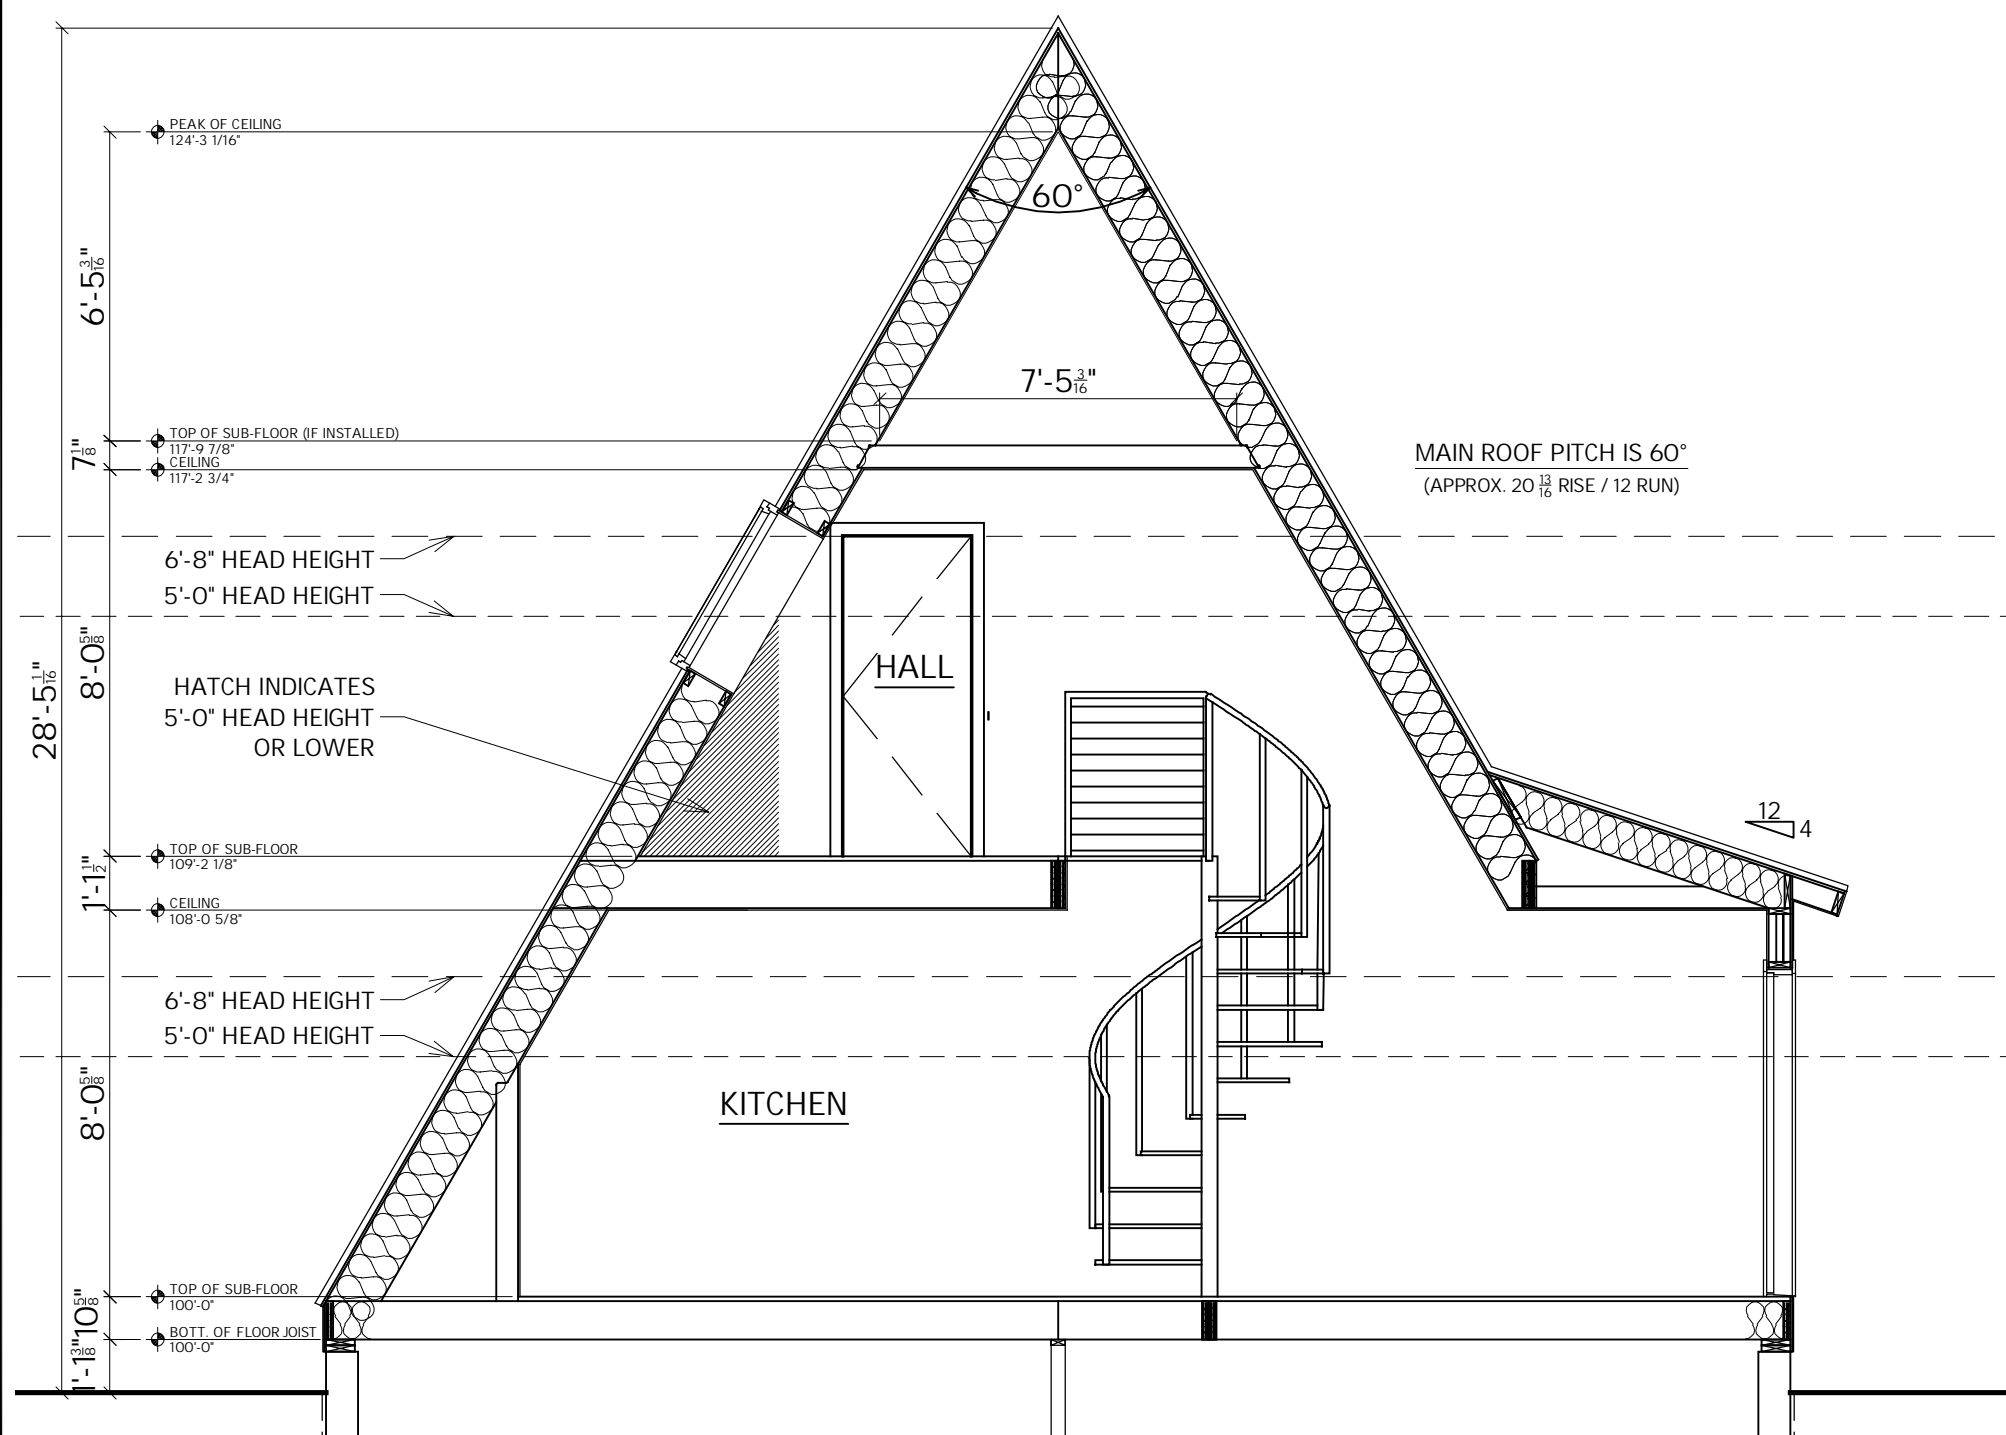 PEAK OF CEILING
124'-3 1/16"
60°
6'-5 3/16"
7'-5 3/16"
TOP OF SUB-FLOOR (IF INSTALLED)
117'-9 7/8"
7 1/8"
CEILING
117'-2 3/4"
MAIN ROOF PITCH IS 60°
(APPROX. 20 13/16 RISE / 12 RUN)
6'-8" HEAD HEIGHT
5'-0" HEAD HEIGHT
8'-0 5/8"
28'-5 1/16"
HALL
HATCH INDICATES
5'-0" HEAD HEIGHT
OR LOWER
12
4
TOP OF SUB-FLOOR
109'-2 1/8"
1'-1 1/2"
CEILING
108'-0 5/8"
6'-8" HEAD HEIGHT
5'-0" HEAD HEIGHT
8'-0 5/8"
KITCHEN
TOP OF SUB-FLOOR
100'-0"
10 5/8"
BOTT. OF FLOOR JOIST
100'-0"
1'-1 3/8"